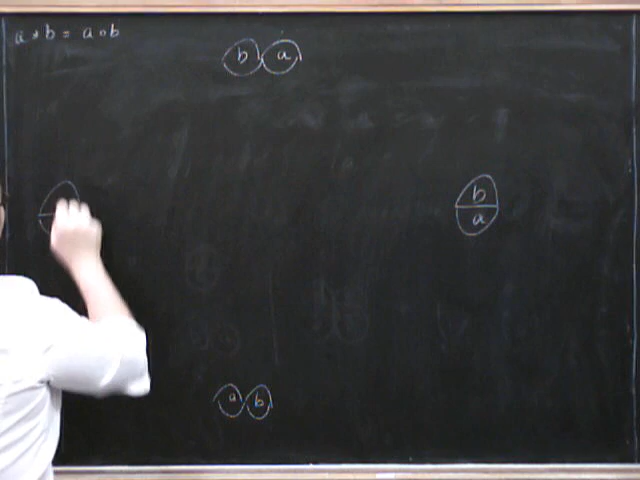 a * b = a ∘ b
b a
b
a
a b